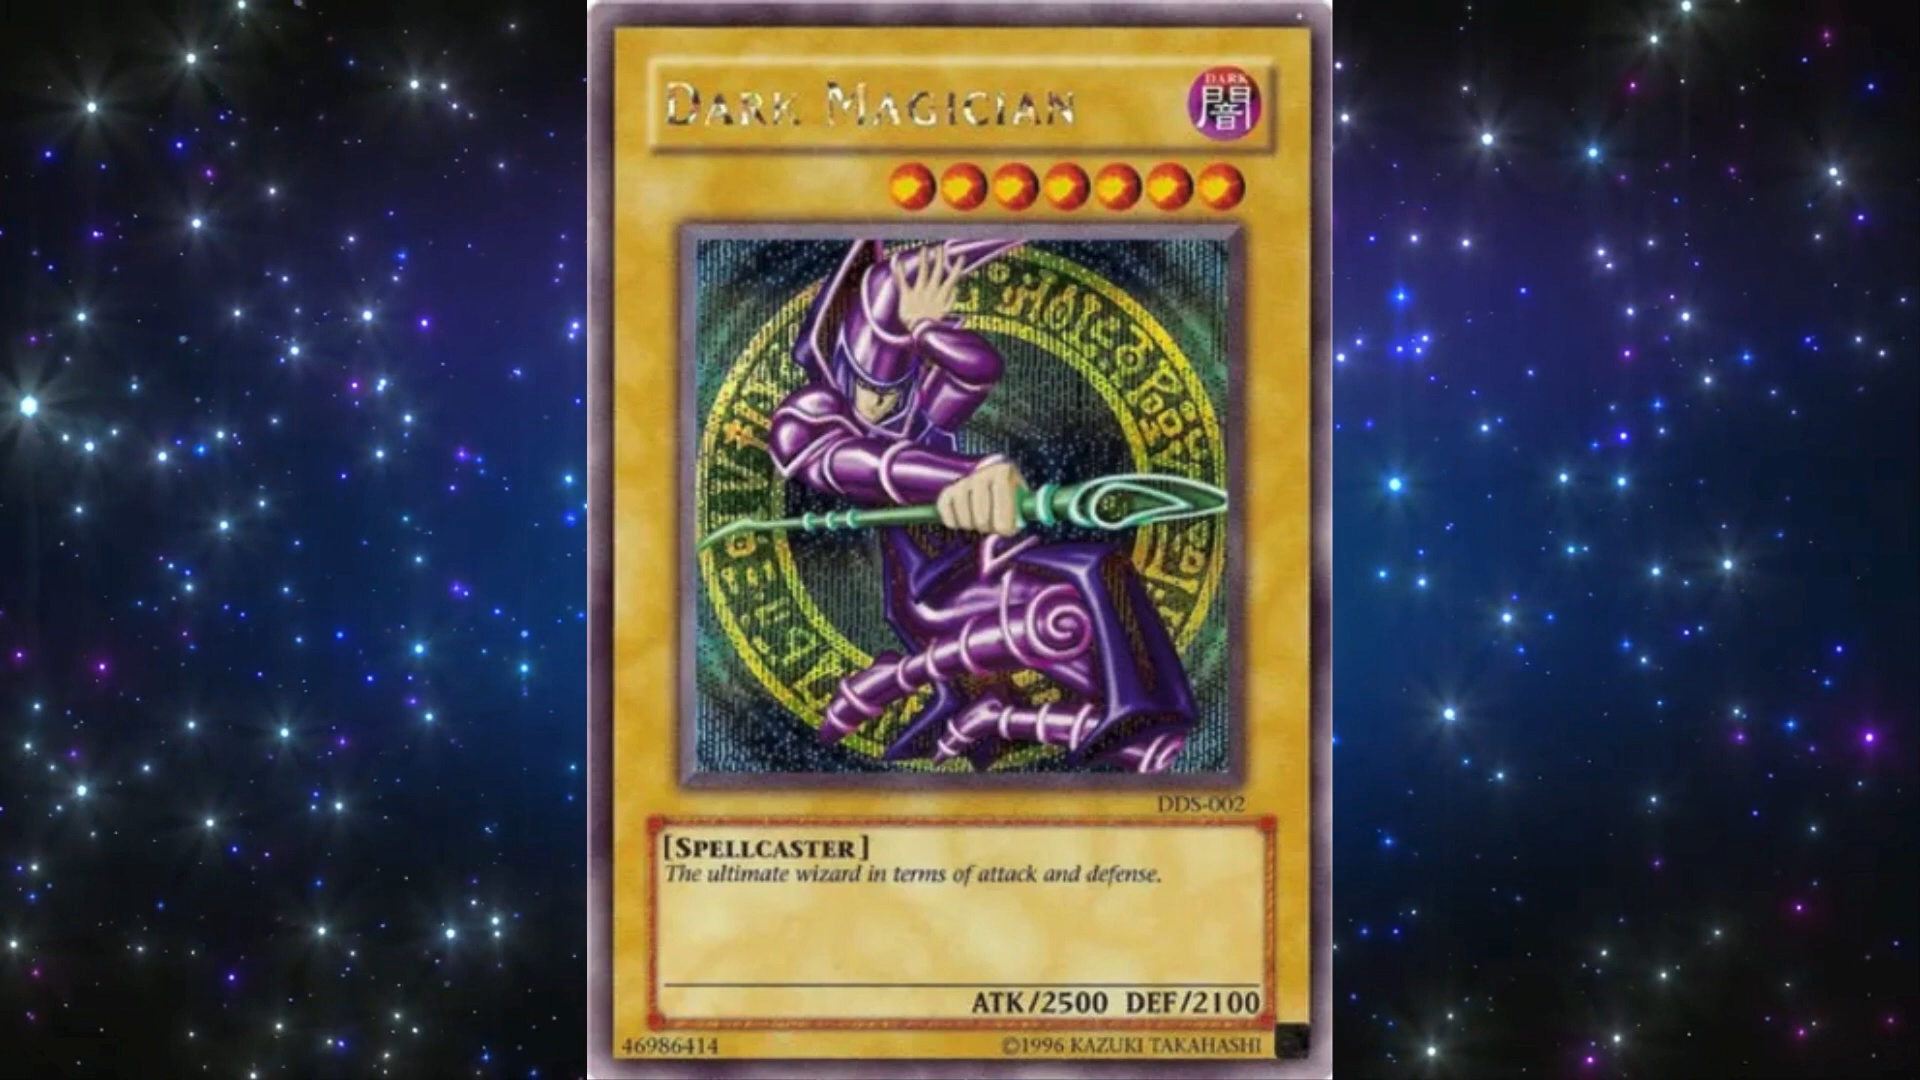 Dark Magician
DARK
闇
DDS-002
[Spellcaster]
The ultimate wizard in terms of attack and defense.
ATK/2500 DEF/2100
46986414
©1996 KAZUKI TAKAHASHI